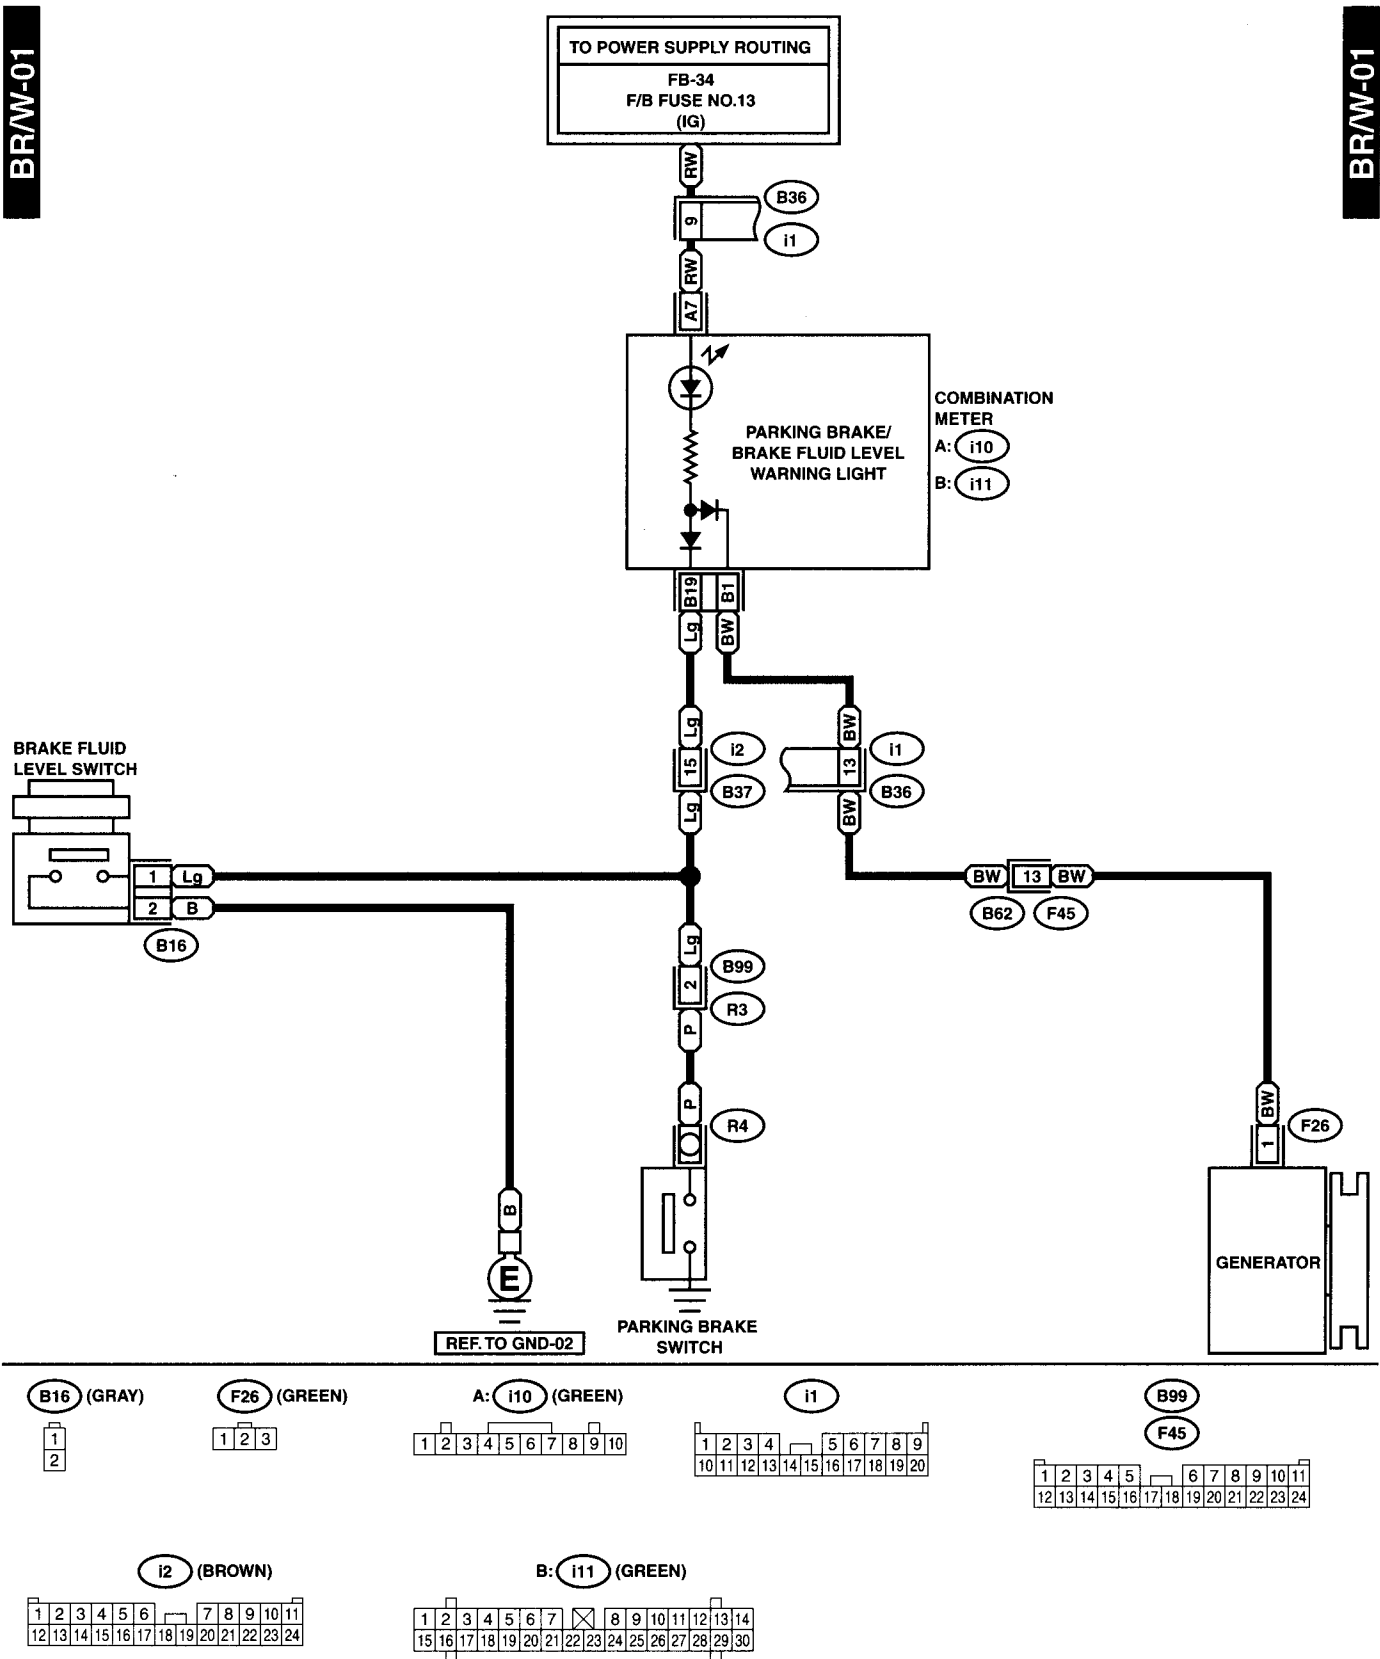 BR/W-01
BR/W-01
TO POWER SUPPLY ROUTING
FB-34
F/B FUSE NO.13
(IG)
RW
9
B36
i1
RW
A7
PARKING BRAKE/
BRAKE FLUID LEVEL
WARNING LIGHT
COMBINATION
METER
A: i10
B: i11
B19 B1
Lg BW
Lg BW
15 i2
B37
13 i1
B36
Lg BW
BRAKE FLUID
LEVEL SWITCH
1 Lg
2 B
B16
BW 13 BW
B62 F45
Lg
2 B99
R3
P
P
R4
BW
1
F26
B
E
REF. TO GND-02
PARKING BRAKE
SWITCH
GENERATOR
B16 (GRAY)
1
2
F26 (GREEN)
1 2 3
A: i10 (GREEN)
1 2 3 4 5 6 7 8 9 10
i1
1 2 3 4 5 6 7 8 9
10 11 12 13 14 15 16 17 18 19 20
B99
F45
1 2 3 4 5 6 7 8 9 10 11
12 13 14 15 16 17 18 19 20 21 22 23 24
i2 (BROWN)
1 2 3 4 5 6 7 8 9 10 11
12 13 14 15 16 17 18 19 20 21 22 23 24
B: i11 (GREEN)
1 2 3 4 5 6 7 8 9 10 11 12 13 14
15 16 17 18 19 20 21 22 23 24 25 26 27 28 29 30